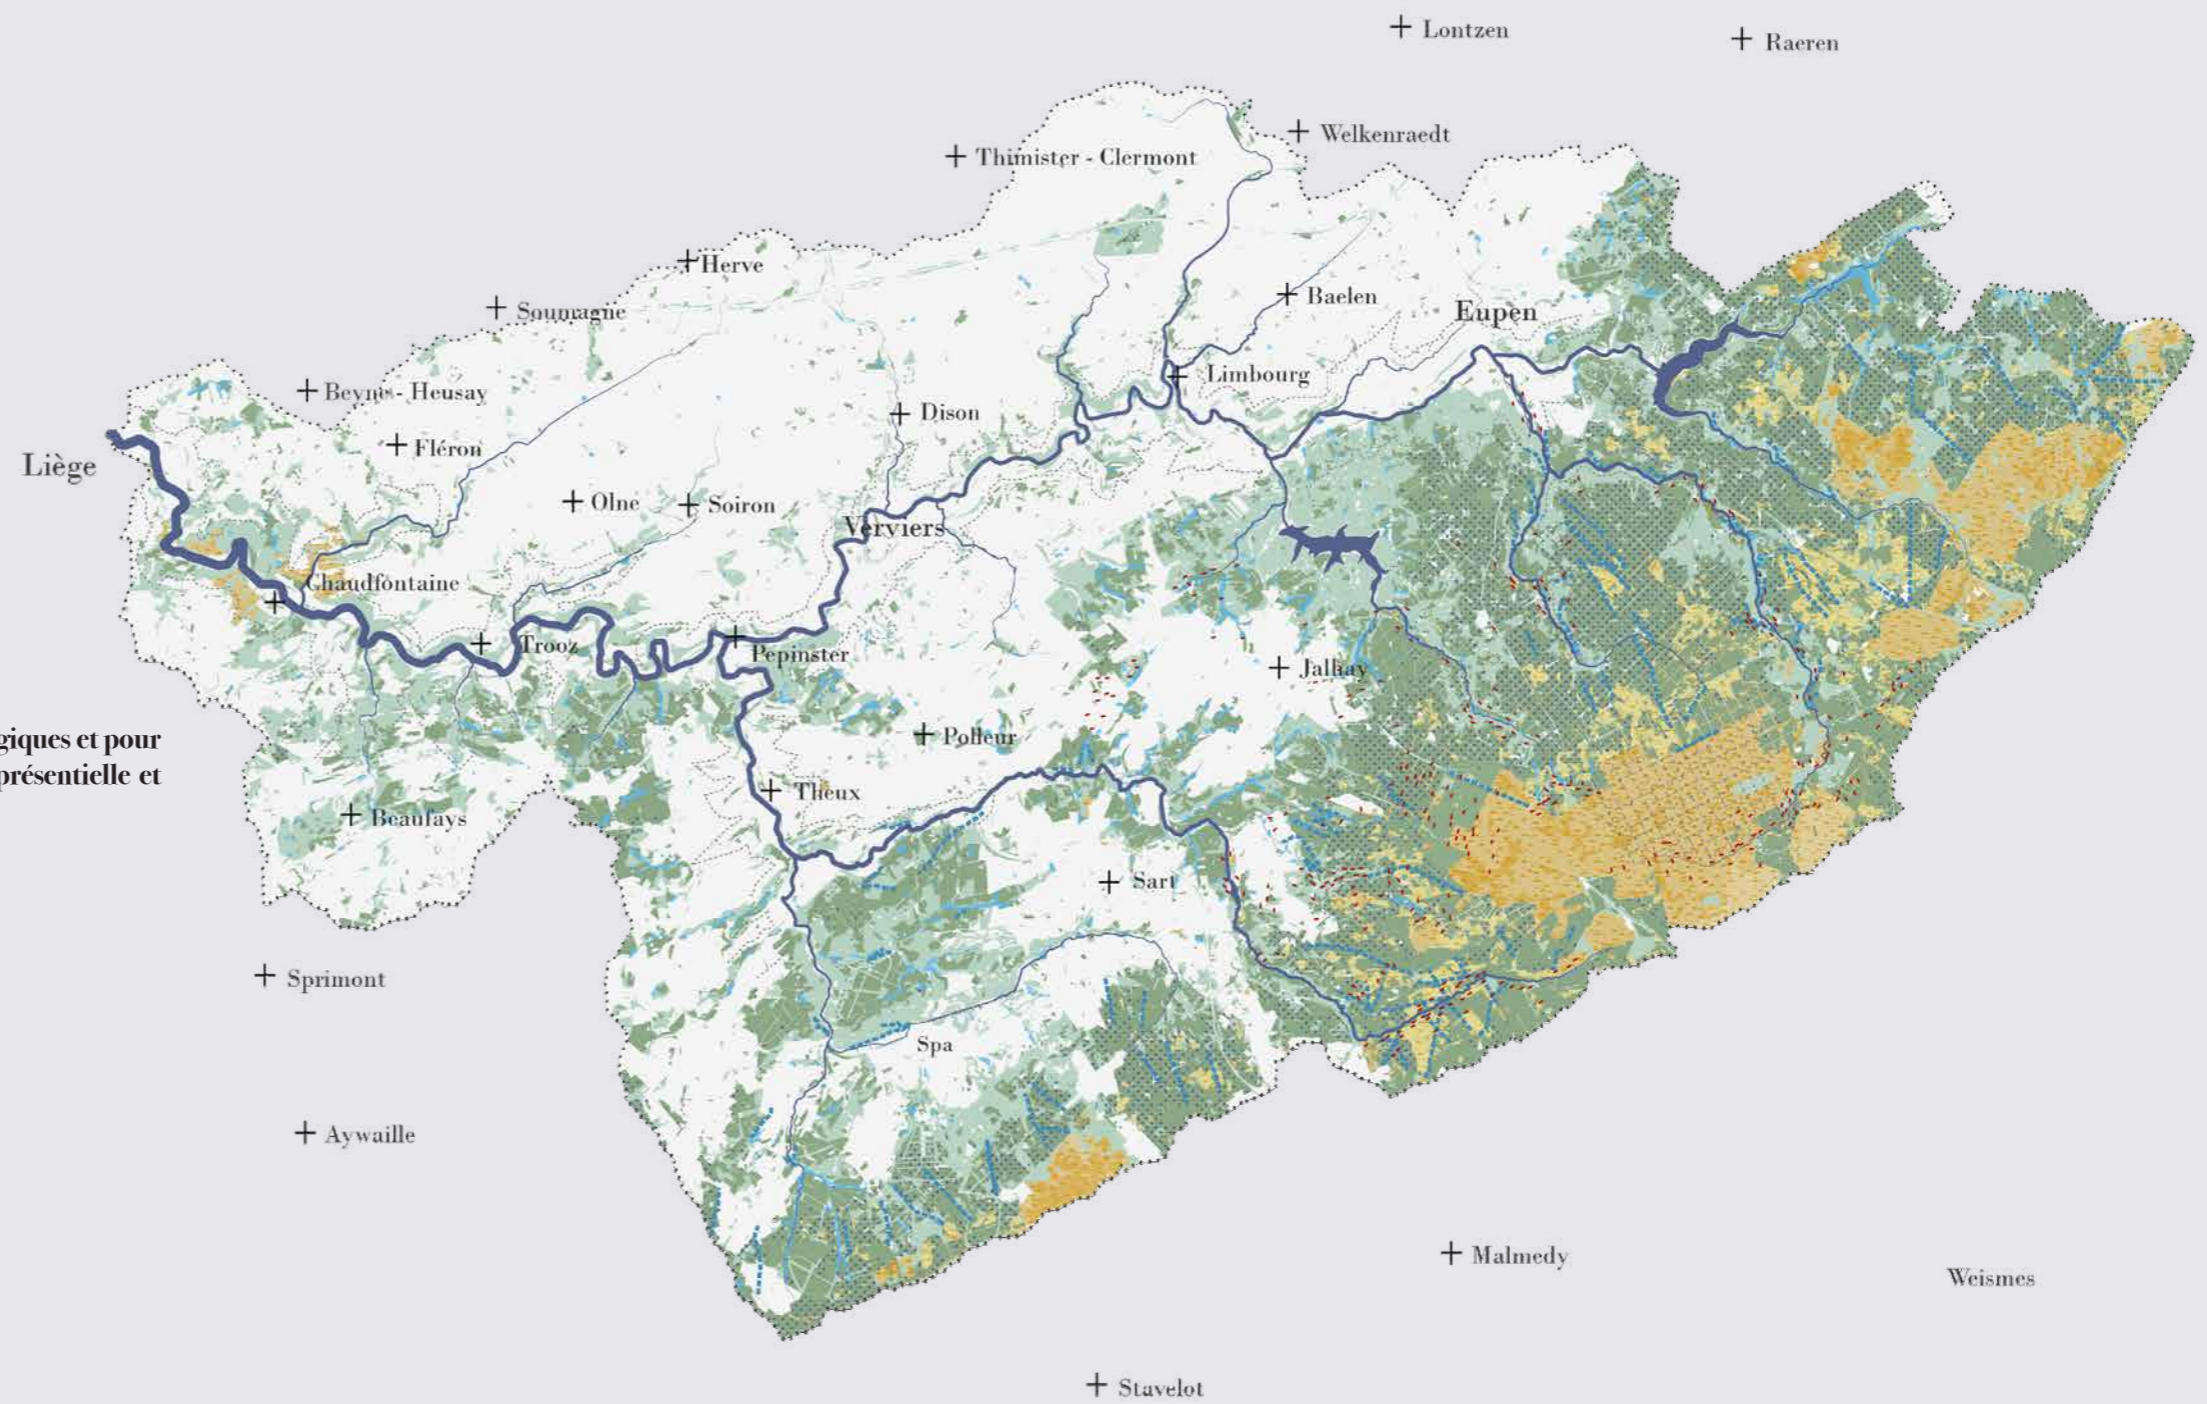 Lontzen
Raeren
Welkenraedt
Thimister - Clermont
Herve
Baelen
Soumagne
Eupen
Limbourg
Beyne - Heusay
Dison
Fléron
Liège
Olne
Soiron
Verviers
Chaudfontaine
Trooz
Pepinster
Jalhay
Polleur
giques et pour
présentielle et
Theux
Beaufays
Sart
Sprimont
Spa
Aywaille
Malmedy
Weismes
Stavelot